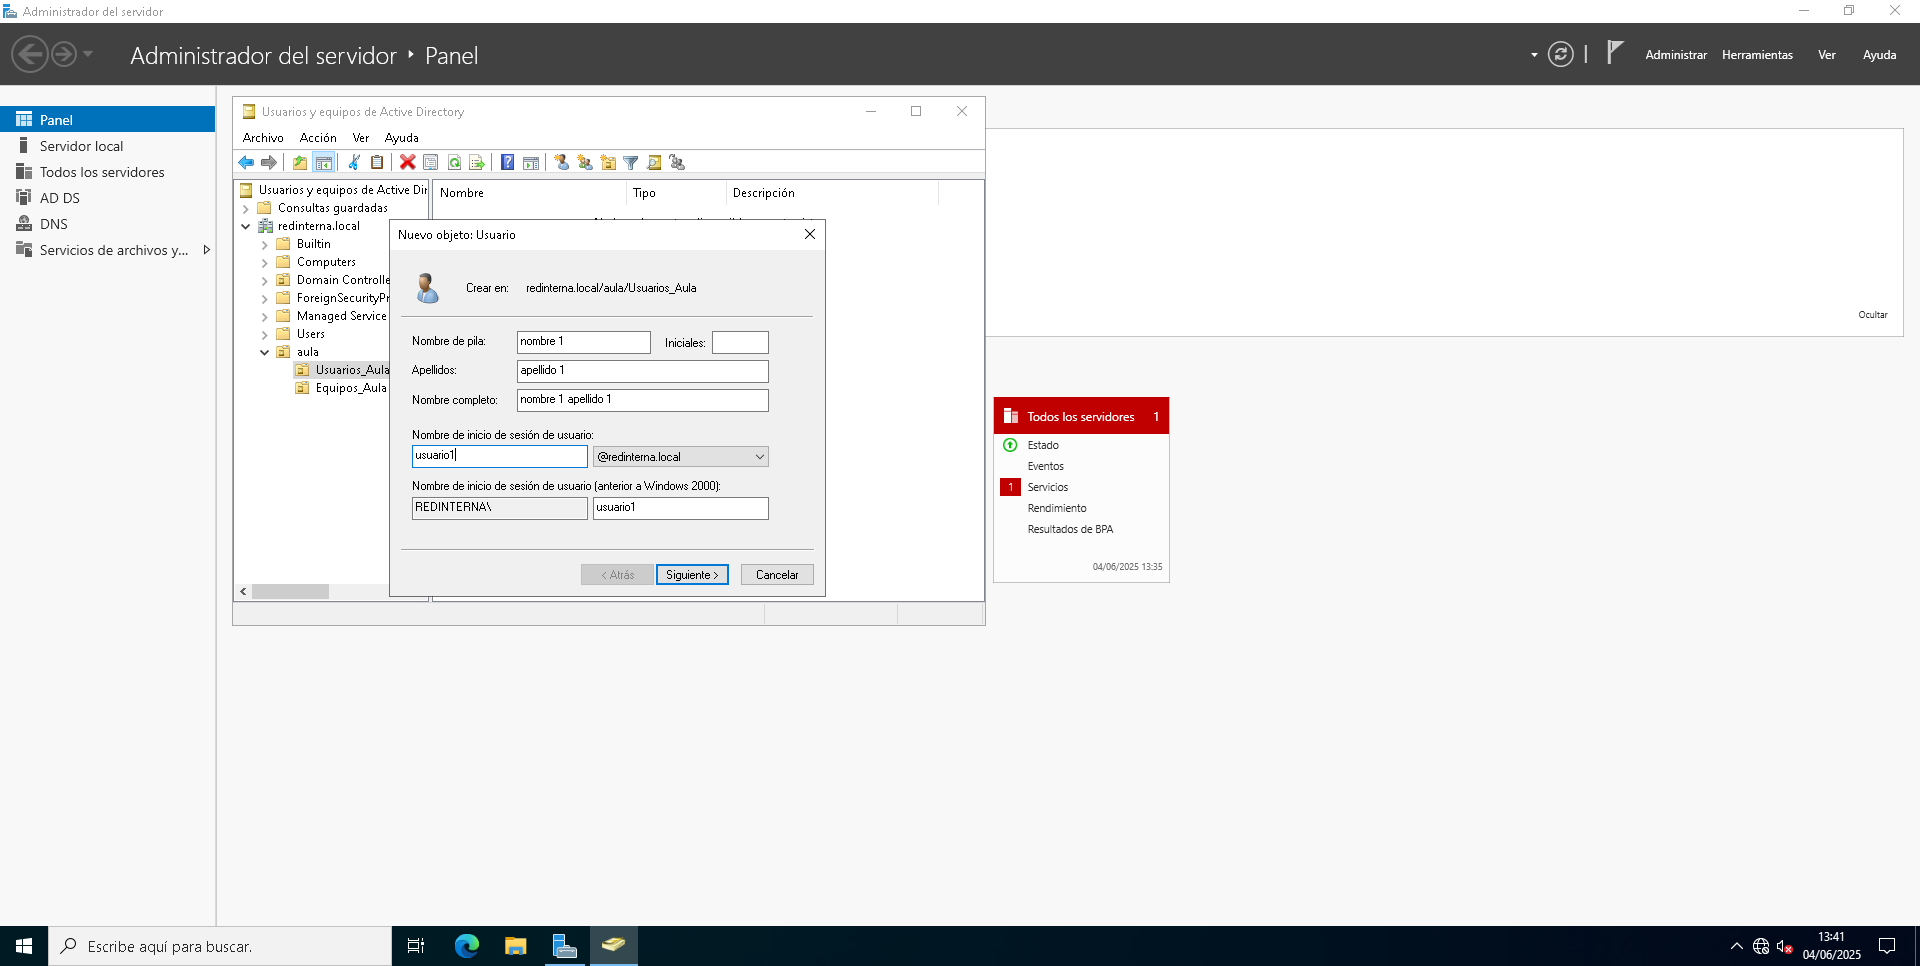 Administrador del servidor
Administrador del servidor ‣ Panel
Administrar Herramientas Ver Ayuda
Panel
Servidor local
Todos los servidores
AD DS
DNS
Servicios de archivos y...
Usuarios y equipos de Active Directory
Archivo Acción Ver Ayuda
Usuarios y equipos de Active Dir
Consultas guardadas
redinterna.local
Builtin
Computers
Domain Controlle
ForeignSecurityPr
Managed Service
Users
aula
Usuarios_Aula
Equipos_Aula
Nombre Tipo Descripción
Nuevo objeto: Usuario
Crear en: redinterna.local/aula/Usuarios_Aula
Nombre de pila: nombre 1 Iniciales:
Apellidos: apellido 1
Nombre completo: nombre 1 apellido 1
Nombre de inicio de sesión de usuario:
usuario1 @redinterna.local
Nombre de inicio de sesión de usuario (anterior a Windows 2000):
REDINTERNA\ usuario1
< Atrás Siguiente > Cancelar
Ocultar
Todos los servidores 1
Estado
Eventos
1 Servicios
Rendimiento
Resultados de BPA
04/06/2025 13:35
Escribe aquí para buscar.
13:41
04/06/2025